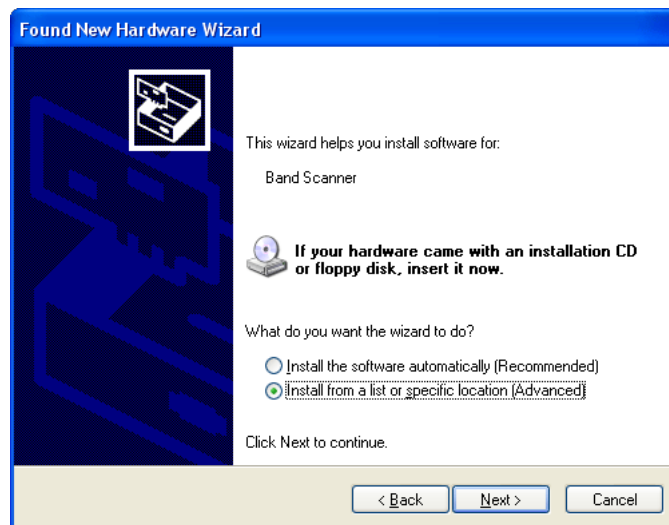 Found New Hardware Wizard
This wizard helps you install software for:
Band Scanner
If your hardware came with an installation CD
or floppy disk, insert it now.
What do you want the wizard to do?
Install the software automatically (Recommended)
Install from a list or specific location (Advanced)
Click Next to continue.
< Back Next > Cancel